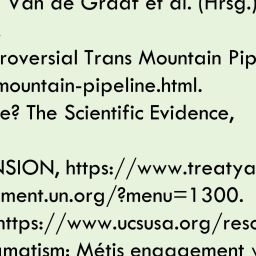 Van de Graaf et al. (Hrsg.)
roversial Trans Mountain Pip
mountain-pipeline.html.
e? The Scientific Evidence,
NSION, https://www.treatya
ment.un.org/?menu=1300.
https://www.ucsusa.org/reso
matism: Métis engagement